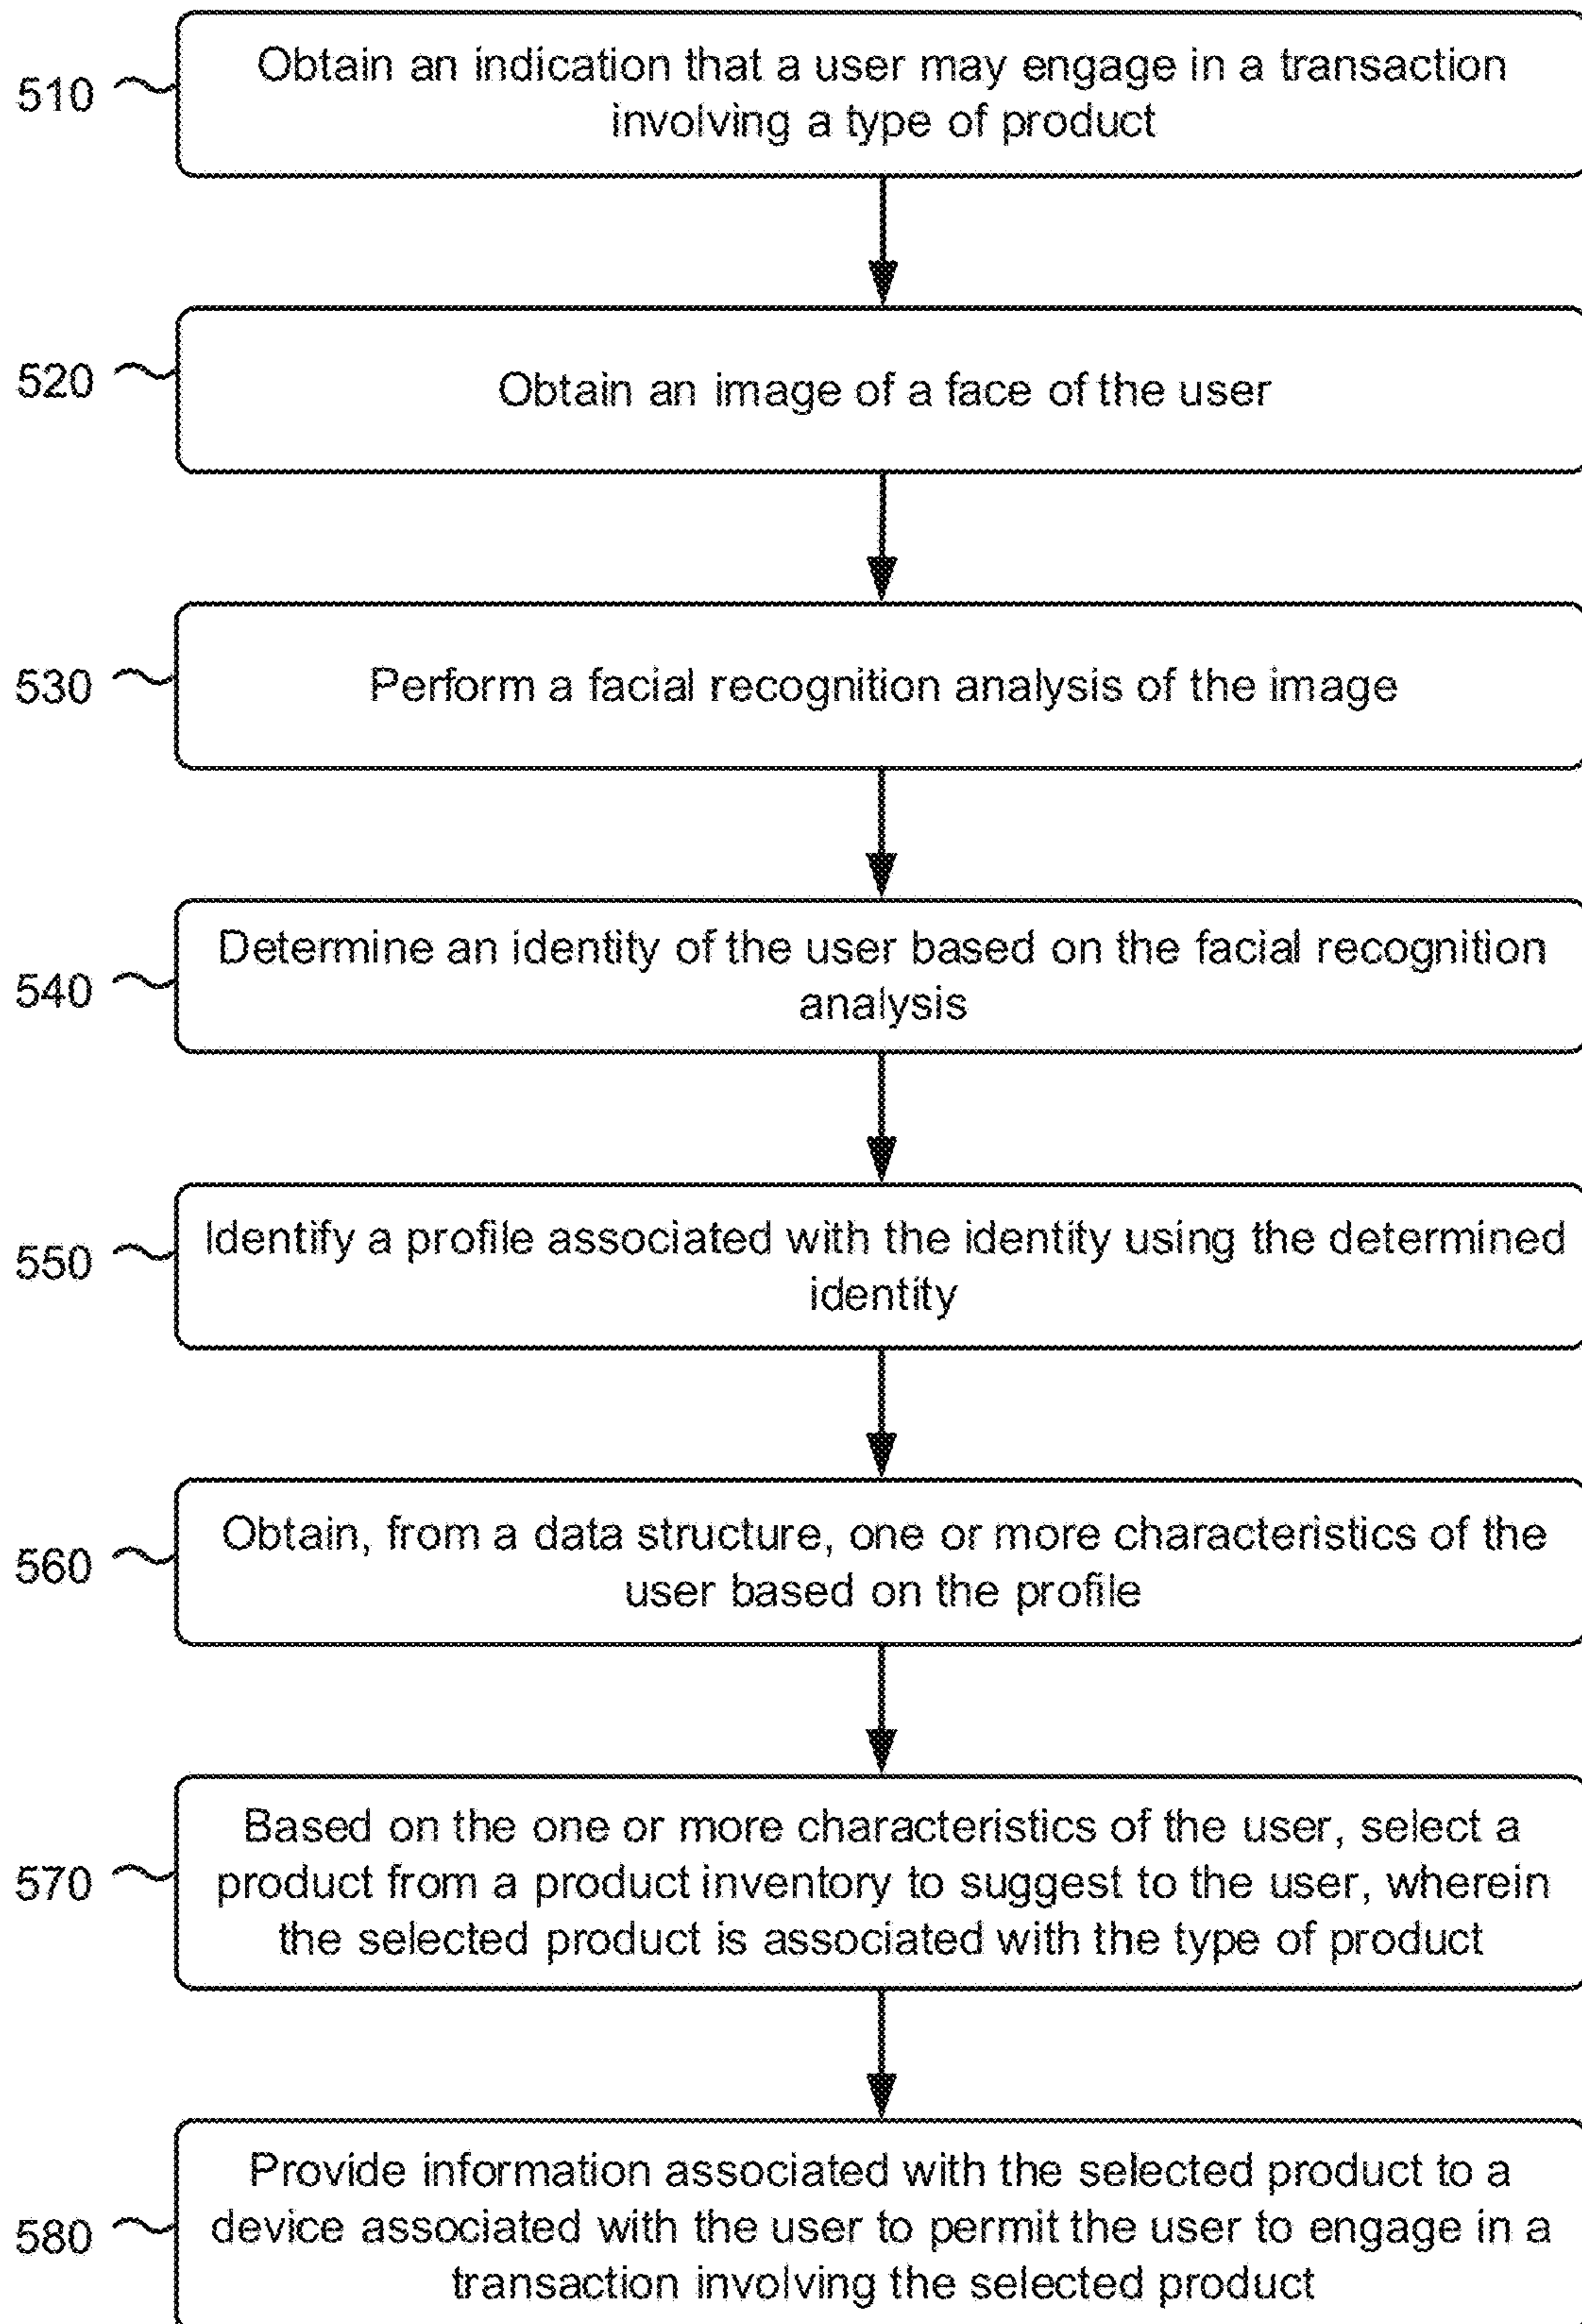 510
Obtain an indication that a user may engage in a transaction
involving a type of product
520
Obtain an image of a face of the user
530
Perform a facial recognition analysis of the image
540
Determine an identity of the user based on the facial recognition
analysis
550
Identify a profile associated with the identity using the determined
identity
560
Obtain, from a data structure, one or more characteristics of the
user based on the profile
570
Based on the one or more characteristics of the user, select a
product from a product inventory to suggest to the user, wherein
the selected product is associated with the type of product
580
Provide information associated with the selected product to a
device associated with the user to permit the user to engage in a
transaction involving the selected product